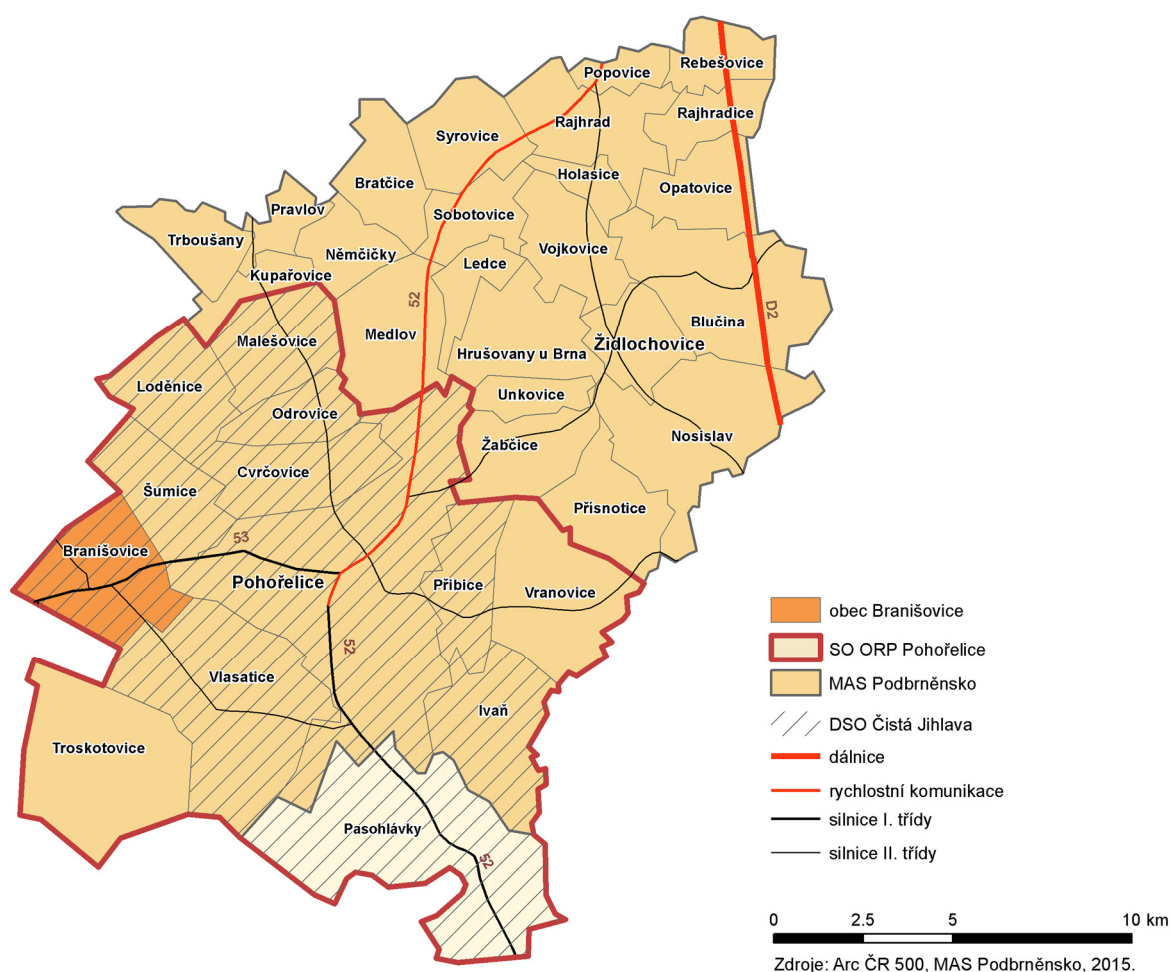 Rebešovice
Popovice
Rajhradice
Rajhrad
Syrovice
Holasice
Opatovice
Bratčice
Pravlov
Sobotovice
Trboušany
Vojkovice
Němčičky
Ledce
Kupařovice
52
D2
Blučina
Medlov
Malešovice
Židlochovice
Hrušovany u Brna
Loděnice
Unkovice
Odrovice
Nosislav
Žabčice
Cvrčovice
Šumice
Přísnotice
53
Branišovice
Pohořelice
Přibice
Vranovice
52
Vlasatice
Ivaň
Troskotovice
Pasohlávky
52
obec Branišovice
SO ORP Pohořelice
MAS Podbrněnsko
DSO Čistá Jihlava
dálnice
rychlostní komunikace
silnice I. třídy
silnice II. třídy
0 2.5 5 10 km
Zdroje: Arc ČR 500, MAS Podbrněnsko, 2015.